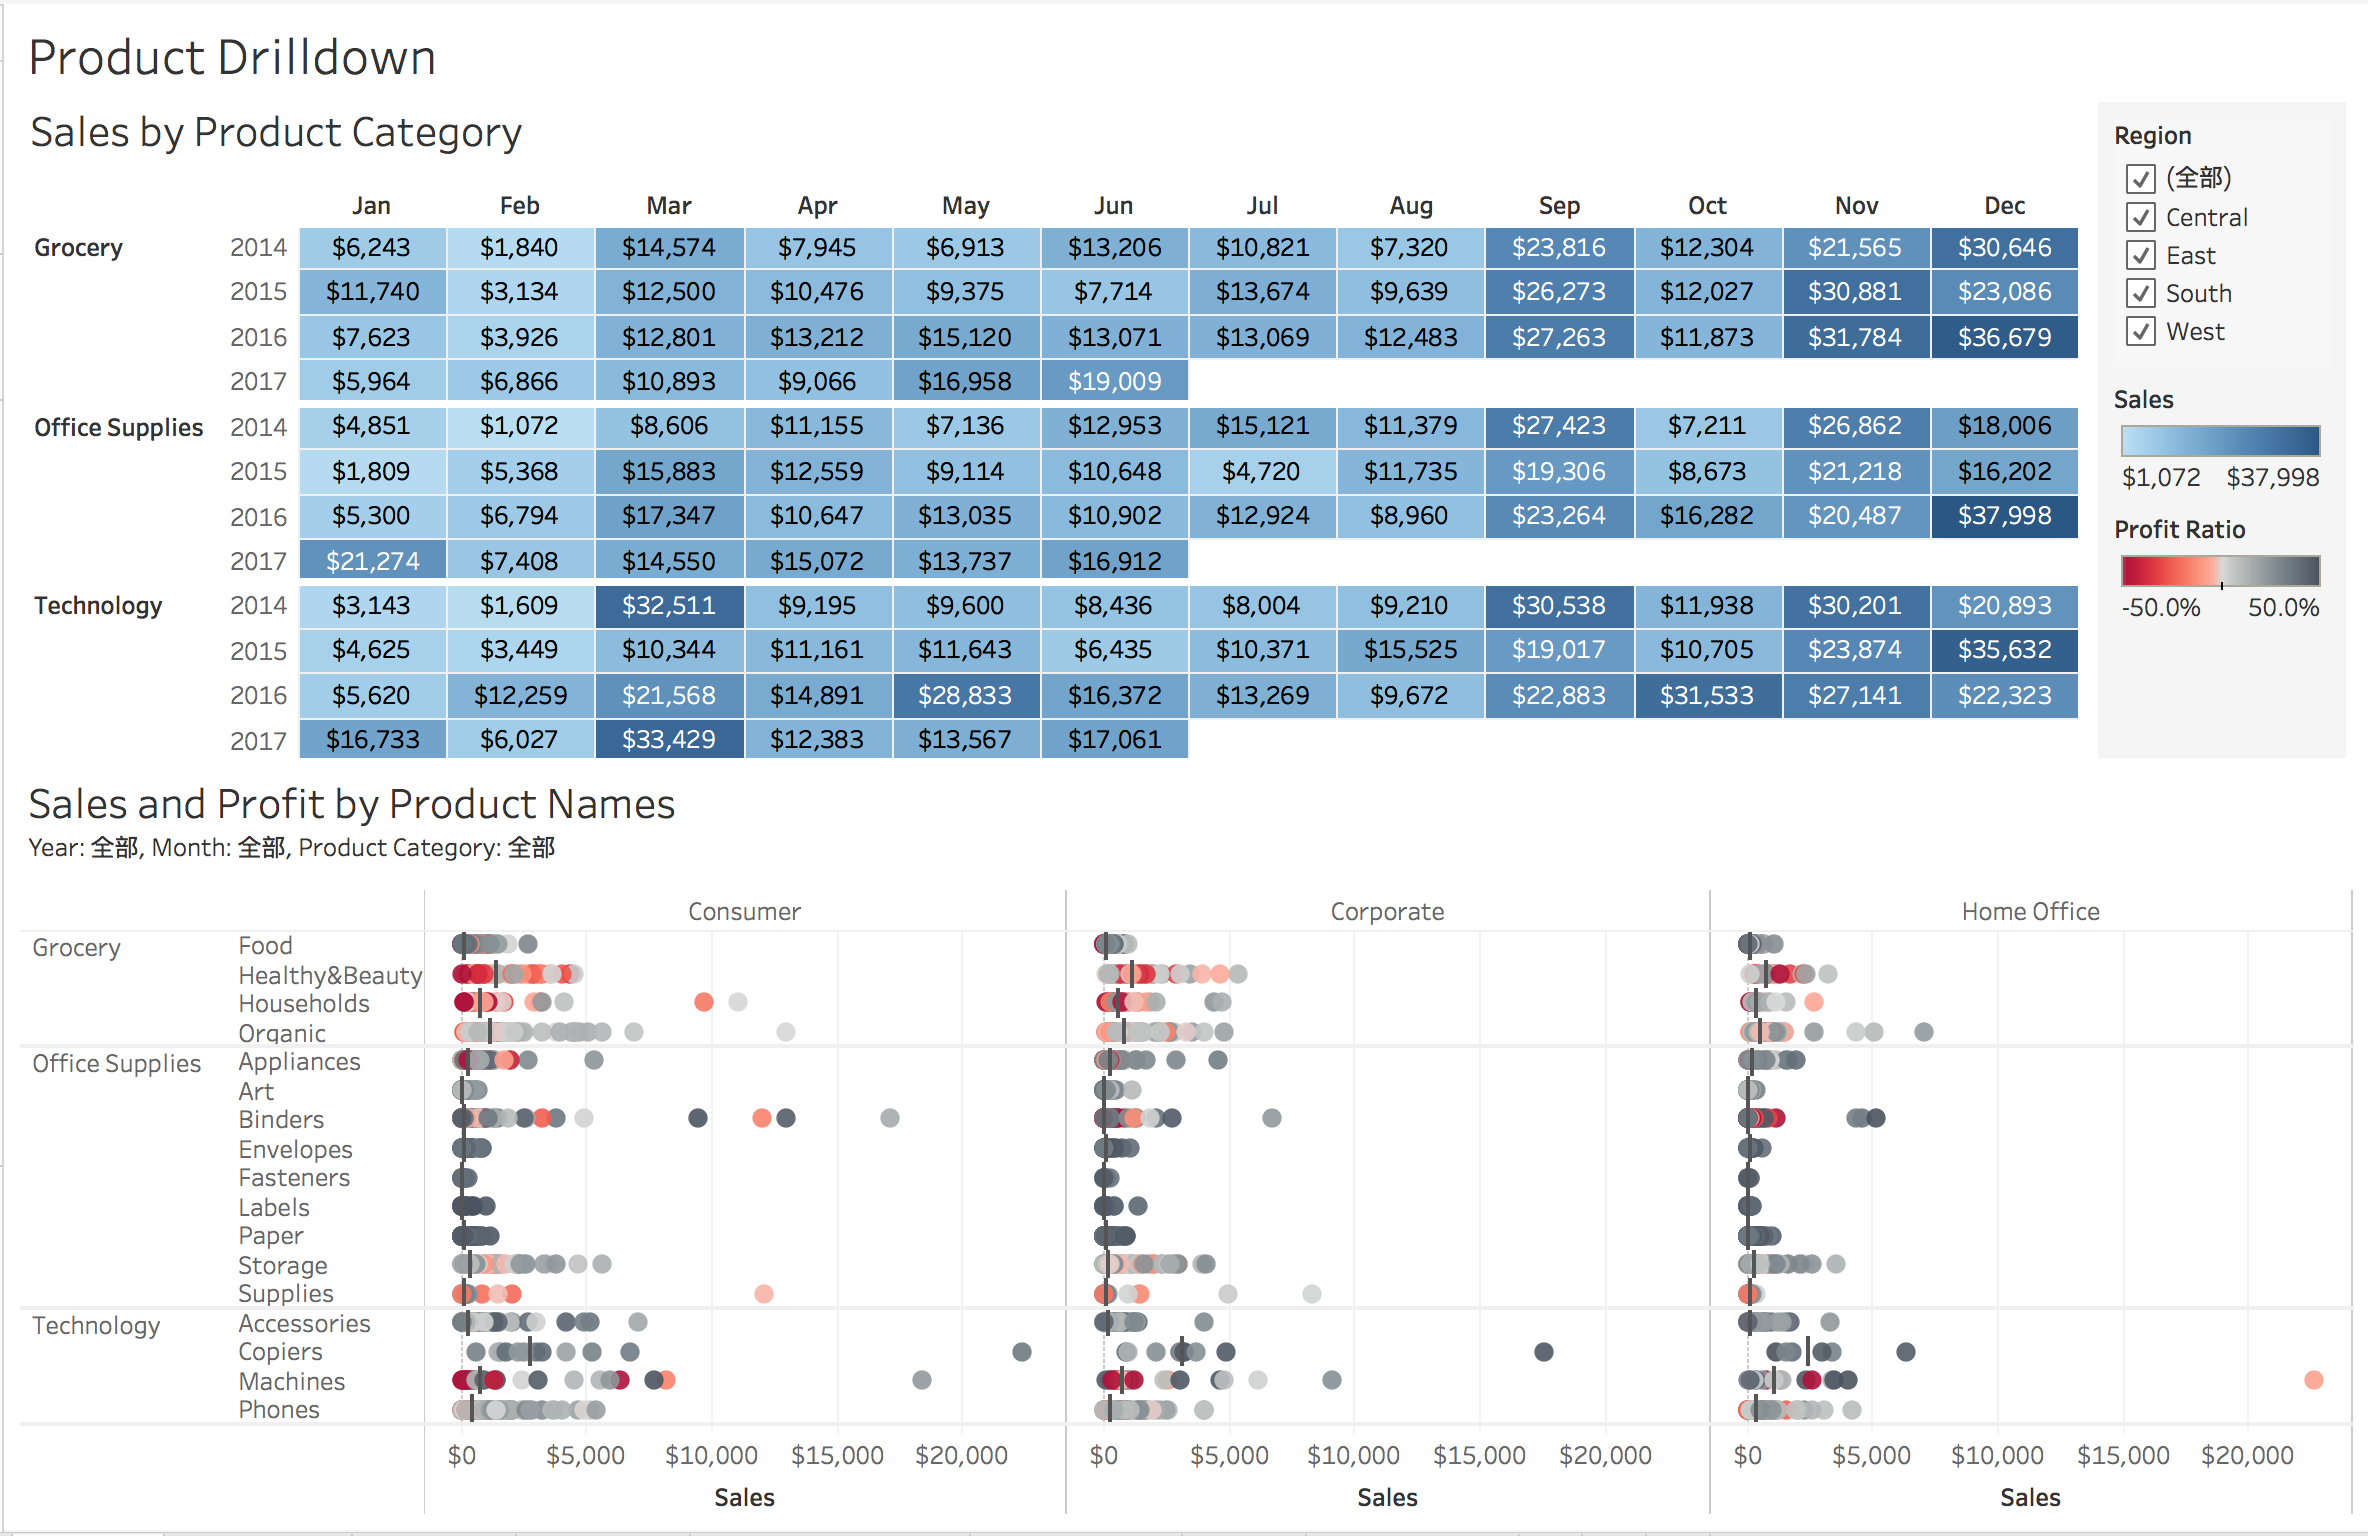 Product Drilldown
Sales by Product Category
Jan Feb Mar Apr May Jun Jul Aug Sep Oct Nov Dec
Grocery 2014 $6,243 $1,840 $14,574 $7,945 $6,913 $13,206 $10,821 $7,320 $23,816 $12,304 $21,565 $30,646
2015 $11,740 $3,134 $12,500 $10,476 $9,375 $7,714 $13,674 $9,639 $26,273 $12,027 $30,881 $23,086
2016 $7,623 $3,926 $12,801 $13,212 $15,120 $13,071 $13,069 $12,483 $27,263 $11,873 $31,784 $36,679
2017 $5,964 $6,866 $10,893 $9,066 $16,958 $19,009
Office Supplies 2014 $4,851 $1,072 $8,606 $11,155 $7,136 $12,953 $15,121 $11,379 $27,423 $7,211 $26,862 $18,006
2015 $1,809 $5,368 $15,883 $12,559 $9,114 $10,648 $4,720 $11,735 $19,306 $8,673 $21,218 $16,202
2016 $5,300 $6,794 $17,347 $10,647 $13,035 $10,902 $12,924 $8,960 $23,264 $16,282 $20,487 $37,998
2017 $21,274 $7,408 $14,550 $15,072 $13,737 $16,912
Technology 2014 $3,143 $1,609 $32,511 $9,195 $9,600 $8,436 $8,004 $9,210 $30,538 $11,938 $30,201 $20,893
2015 $4,625 $3,449 $10,344 $11,161 $11,643 $6,435 $10,371 $15,525 $19,017 $10,705 $23,874 $35,632
2016 $5,620 $12,259 $21,568 $14,891 $28,833 $16,372 $13,269 $9,672 $22,883 $31,533 $27,141 $22,323
2017 $16,733 $6,027 $33,429 $12,383 $13,567 $17,061
Region
(全部)
Central
East
South
West
Sales
$1,072 $37,998
Profit Ratio
-50.0% 50.0%
Sales and Profit by Product Names
Year: 全部, Month: 全部, Product Category: 全部
Consumer Corporate Home Office
Grocery Food
Healthy&Beauty
Households
Organic
Office Supplies Appliances
Art
Binders
Envelopes
Fasteners
Labels
Paper
Storage
Supplies
Technology Accessories
Copiers
Machines
Phones
$0 $5,000 $10,000 $15,000 $20,000 $0 $5,000 $10,000 $15,000 $20,000 $0 $5,000 $10,000 $15,000 $20,000
Sales Sales Sales